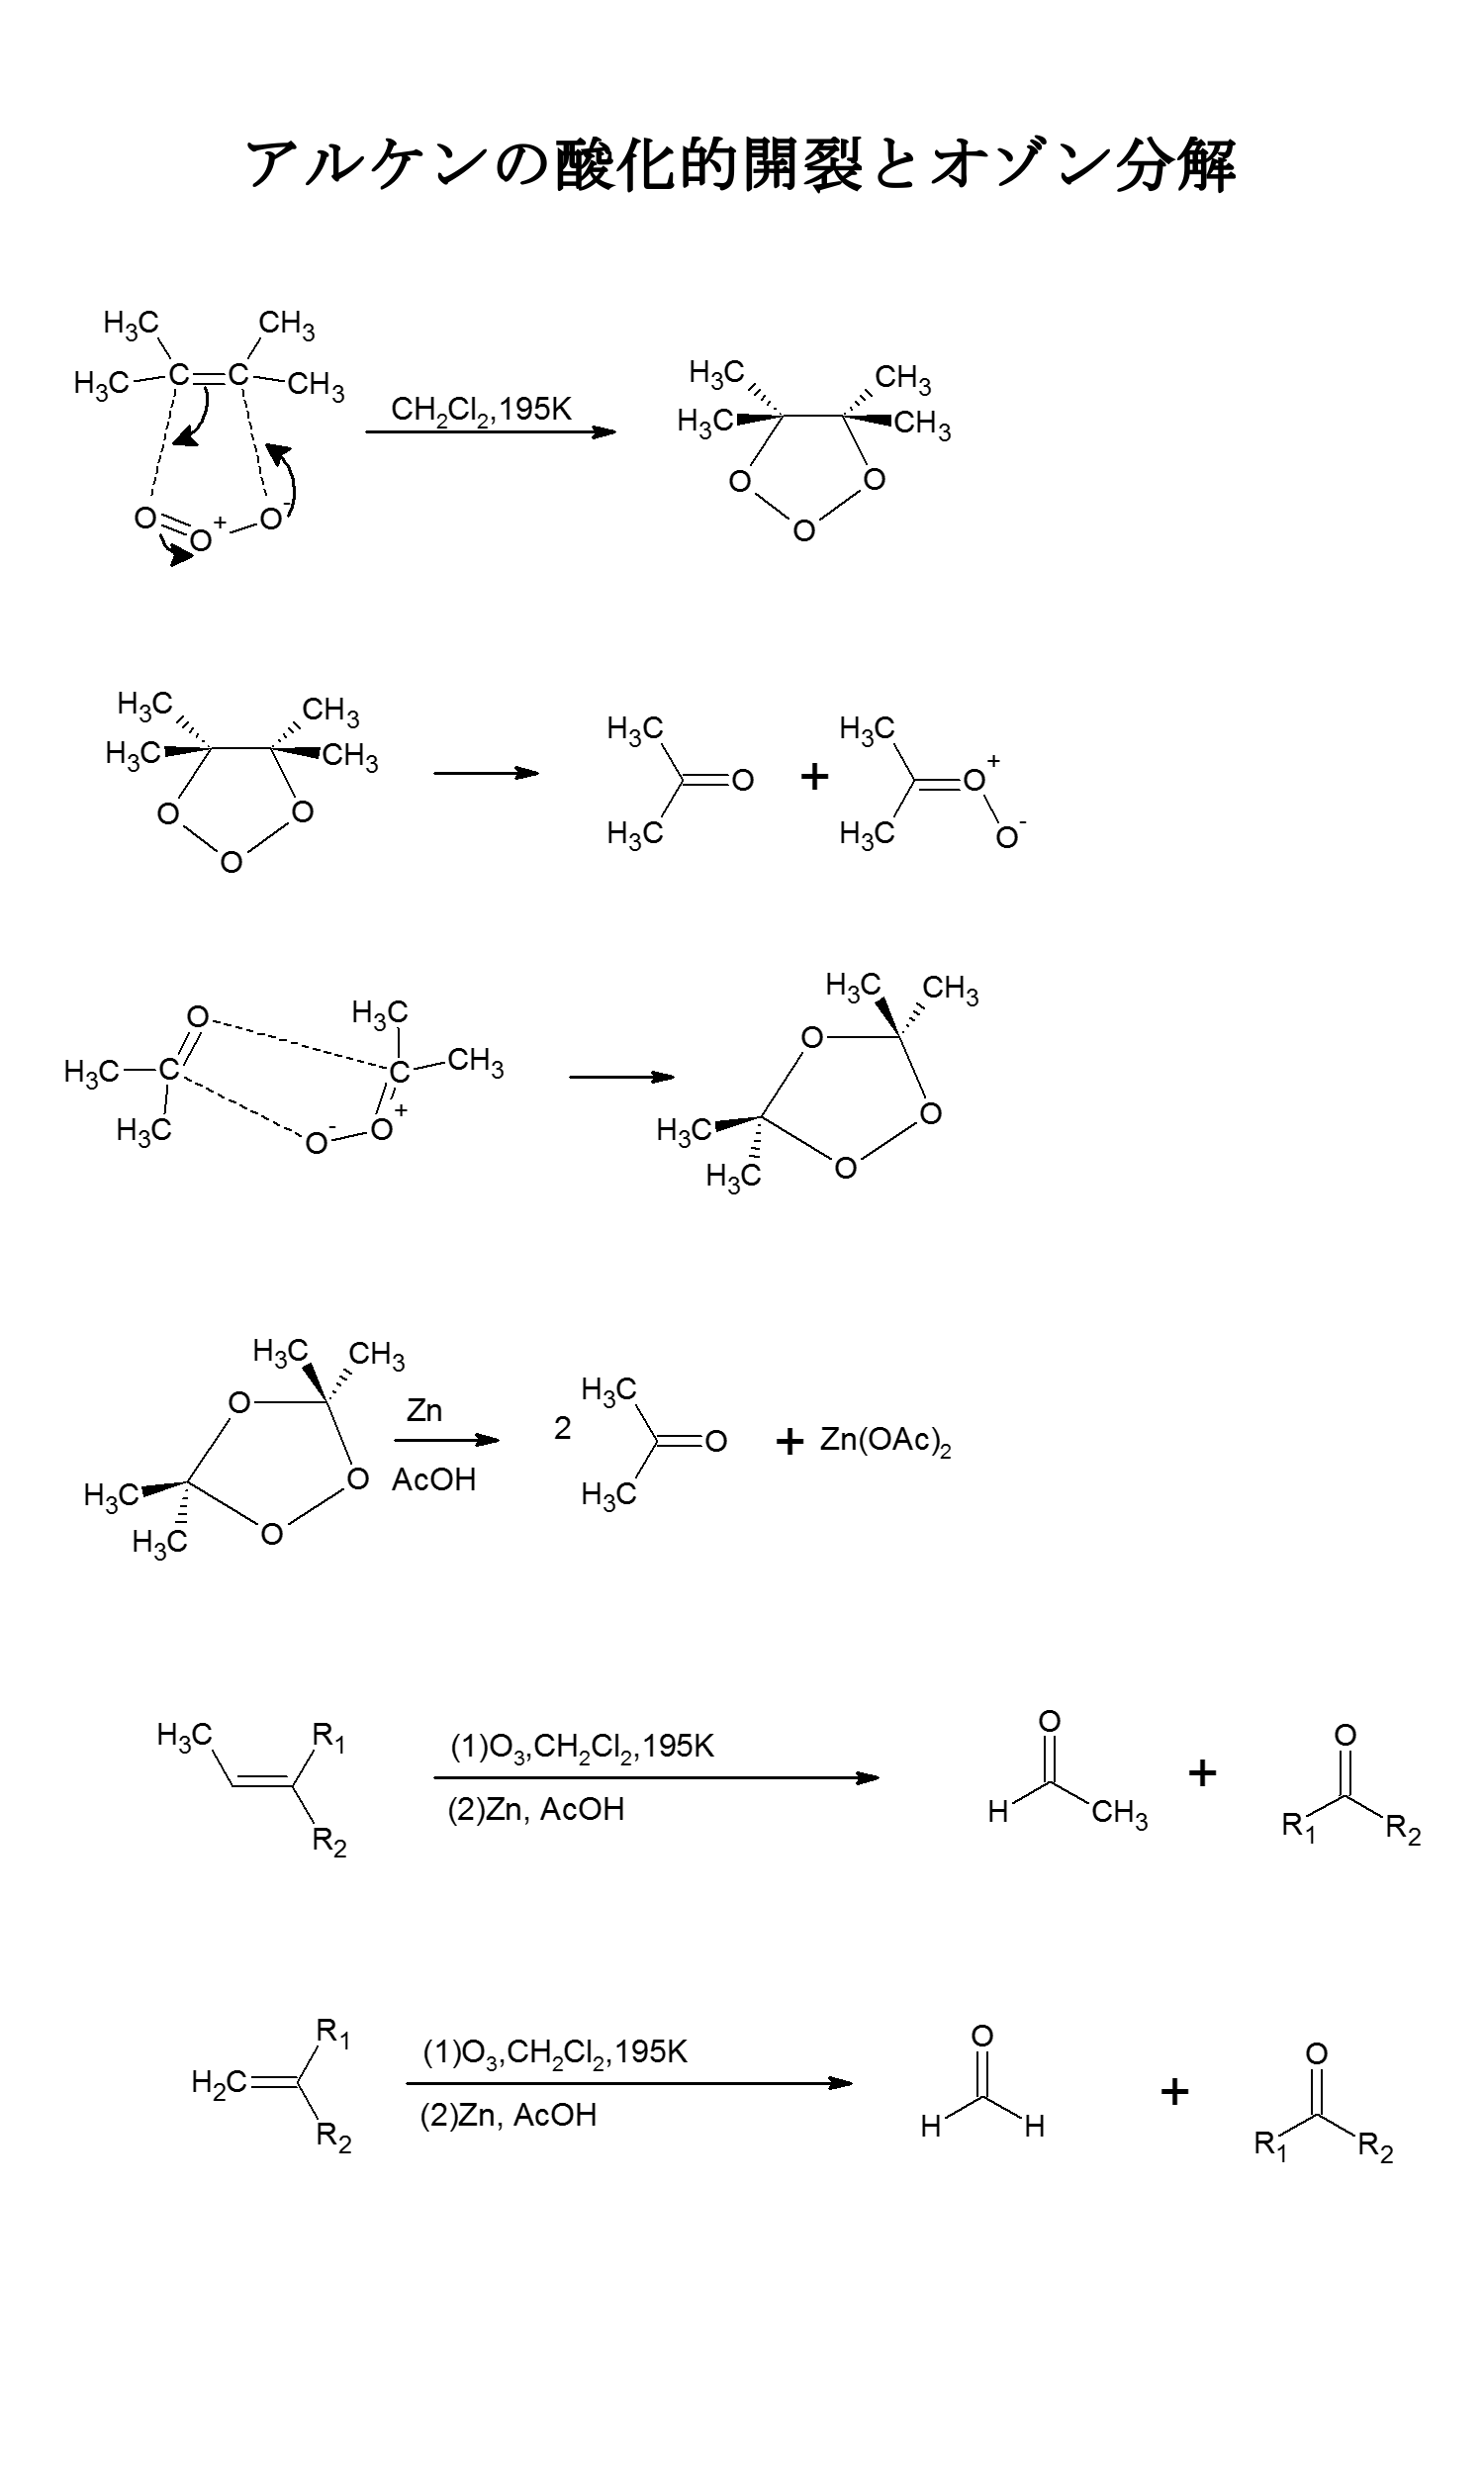 アルケンの酸化的開裂とオゾン分解
H₃C CH₃
H₃C C C CH₃
CH₂Cl₂,195K
O O⁺ O⁻
H₃C CH₃
H₃C CH₃
O O
O
H₃C CH₃
H₃C CH₃
O O
O
H₃C
O
H₃C
+
H₃C
O⁺
H₃C O⁻
O H₃C
H₃C C C CH₃
H₃C O⁻ O⁺
H₃C CH₃
O
H₃C O
H₃C O
H₃C CH₃
O
H₃C O
H₃C O
Zn
AcOH
2
H₃C
O
H₃C
+ Zn(OAc)₂
H₃C R₁
R₂
(1)O₃,CH₂Cl₂,195K
(2)Zn, AcOH
O
H CH₃
+
O
R₁ R₂
R₁
H₂C
R₂
(1)O₃,CH₂Cl₂,195K
(2)Zn, AcOH
O
H H
+
O
R₁ R₂